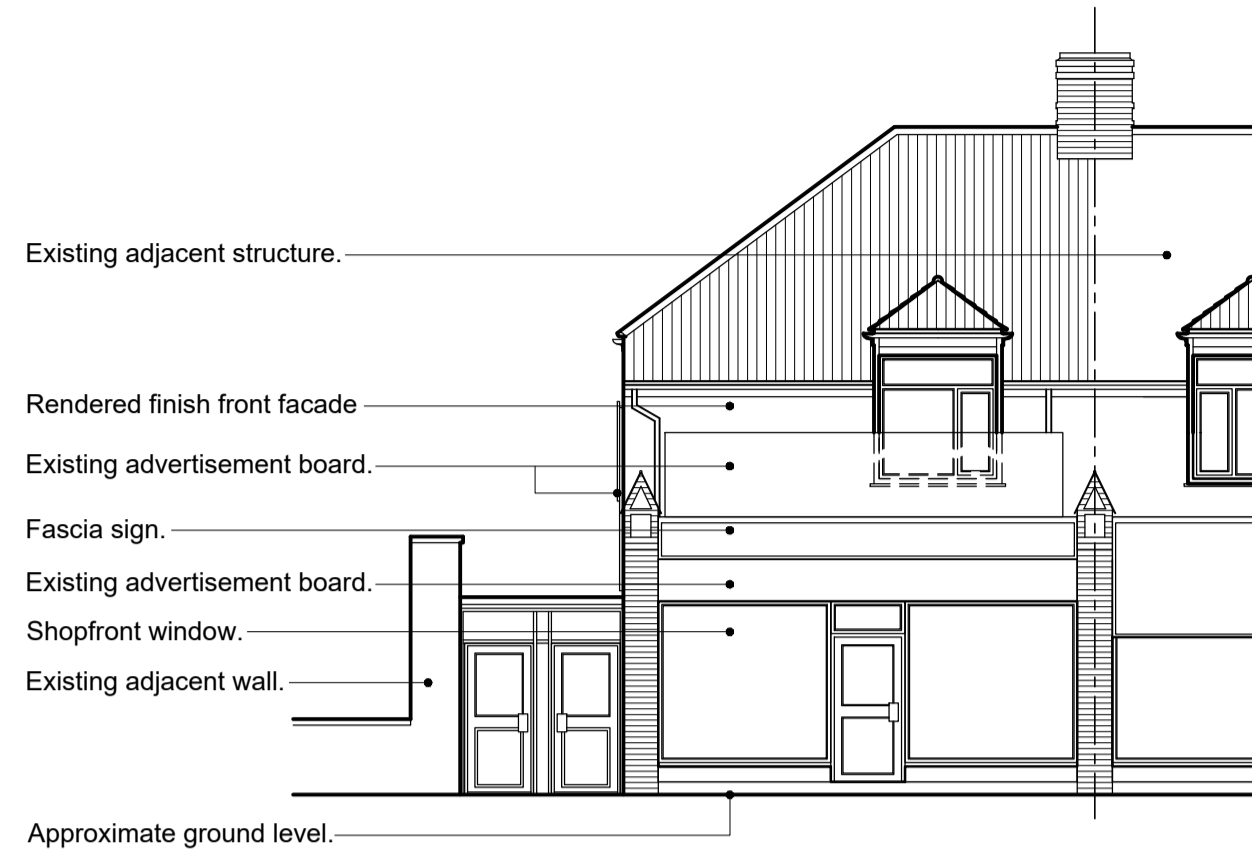 Existing adjacent structure.
Rendered finish front facade
Existing advertisement board.
Fascia sign.
Existing advertisement board.
Shopfront window.
Existing adjacent wall.
Approximate ground level.